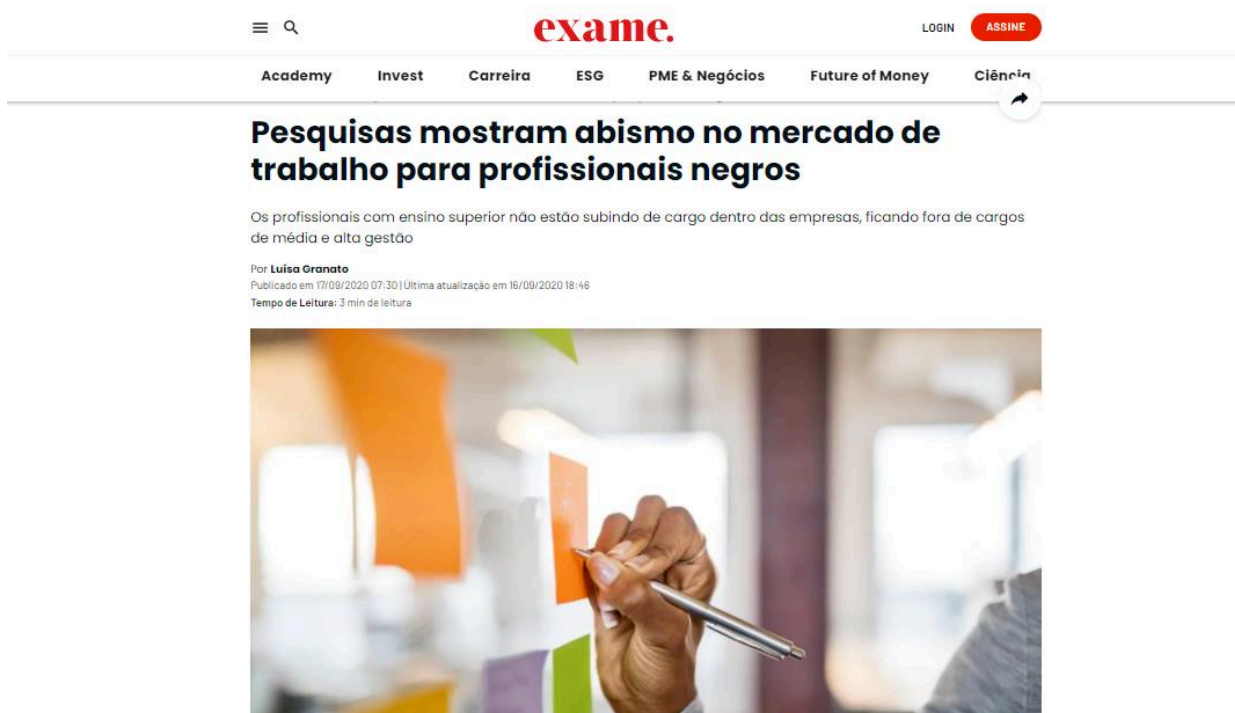 exame.
LOGIN
ASSINE
Academy Invest Carreira ESG PME & Negócios Future of Money Ciência
Pesquisas mostram abismo no mercado de
trabalho para profissionais negros
Os profissionais com ensino superior não estão subindo de cargo dentro das empresas, ficando fora de cargos
de média e alta gestão
Por Luísa Granato
Publicado em 17/09/2020 07:30 | Última atualização em 16/09/2020 18:46
Tempo de Leitura: 3 min de leitura